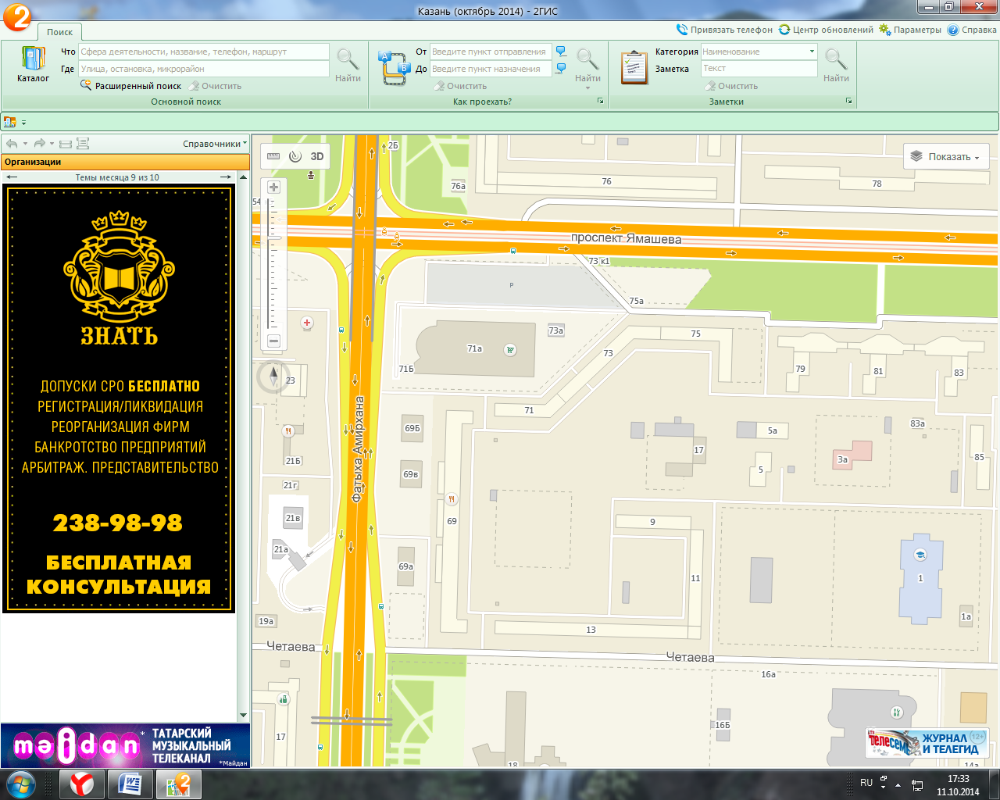 Казань (октябрь 2014) - 2ГИС
2
Поиск
Привязать телефон
Центр обновлений
Параметры
Справка
Каталог
Что
Сфера деятельности, название, телефон, маршрут
Где
Улица, остановка, микрорайон
Расширенный поиск
Очистить
Найти
Основной поиск
A
B
От
Введите пункт отправления
До
Введите пункт назначения
Очистить
Найти
Как проехать?
Категория
Наименование
Заметка
Текст
Очистить
Найти
Заметки
Справочники
Организации
Темы месяца 9 из 10
ЗНАТЬ
ДОПУСКИ СРО БЕСПЛАТНО
РЕГИСТРАЦИЯ/ЛИКВИДАЦИЯ
РЕОРГАНИЗАЦИЯ ФИРМ
БАНКРОТСТВО ПРЕДПРИЯТИЙ
АРБИТРАЖ. ПРЕДСТАВИТЕЛЬСТВО
238-98-98
БЕСПЛАТНАЯ
КОНСУЛЬТАЦИЯ
məjdan*
ТАТАРСКИЙ
МУЗЫКАЛЬНЫЙ
ТЕЛЕКАНАЛ
*Майдан
3D
Показать
2Б
76а
76
78
54
проспект Ямашева
73 к1
P
75а
71а
73а
71Б
75
73
79
81
83
23
71
69Б
17
5а
83а
3а
85
21Б
69в
5
21г
Фатыха Амирхана
21в
69
9
21а
69а
11
1
19а
13
1а
Четаева
Четаева
16а
17
16Б
18
14а
ТЕЛЕСЕМЬ
ЖУРНАЛ
И ТЕЛЕГИД
12+
RU
17:33
11.10.2014